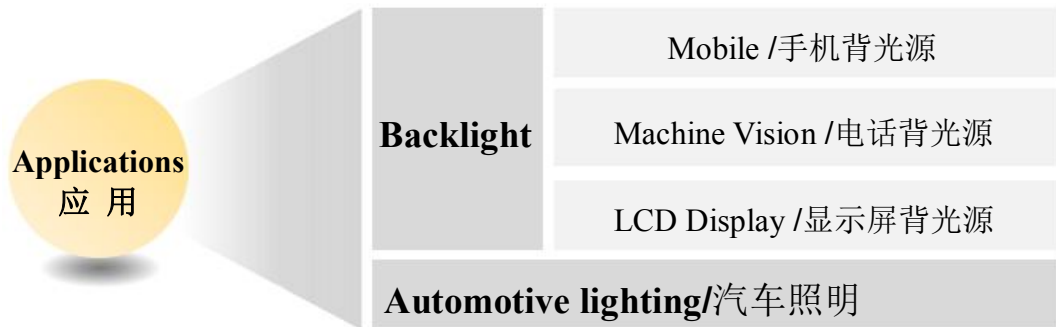 Applications
应 用
Backlight
Mobile /手机背光源
Machine Vision /电话背光源
LCD Display /显示屏背光源
Automotive lighting/汽车照明